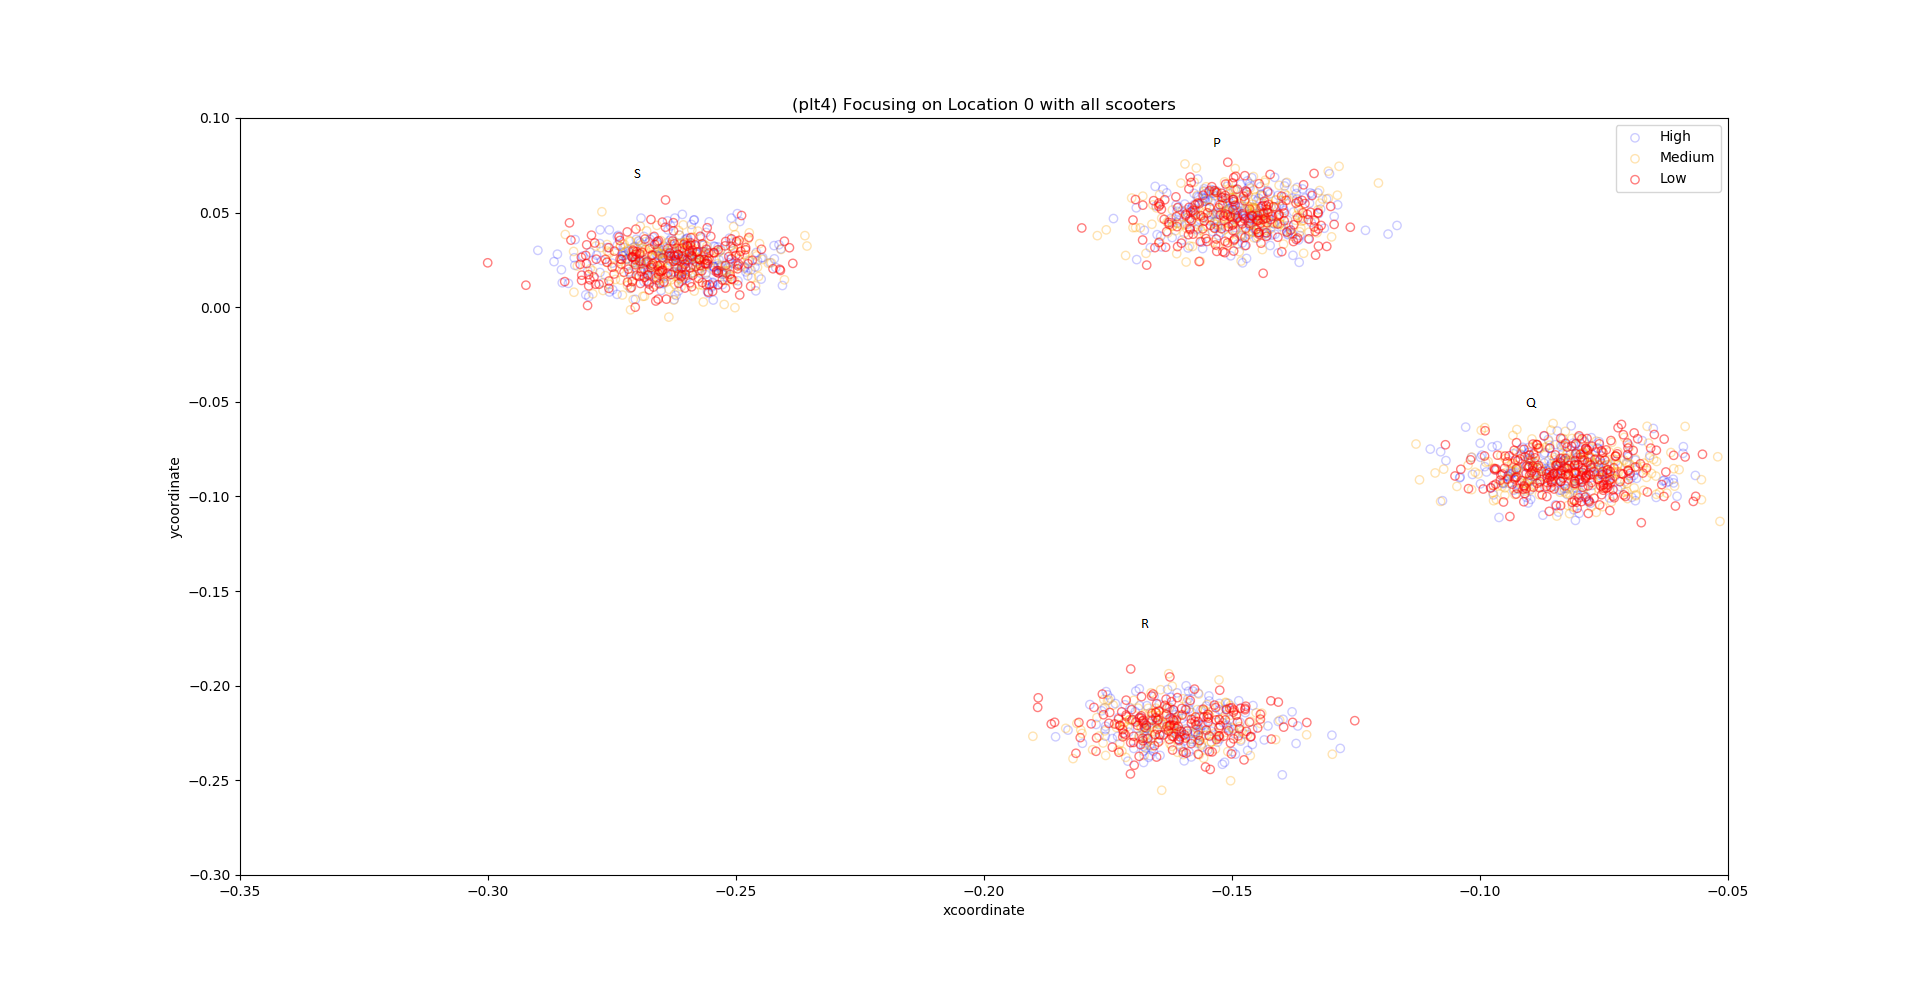 (plt4) Focusing on Location 0 with all scooters
0.10
0.05
0.00
−0.05
−0.10
−0.15
−0.20
−0.25
−0.30
ycoordinate
S
P
Q
R
High
Medium
Low
−0.35
−0.30
−0.25
−0.20
−0.15
−0.10
−0.05
xcoordinate